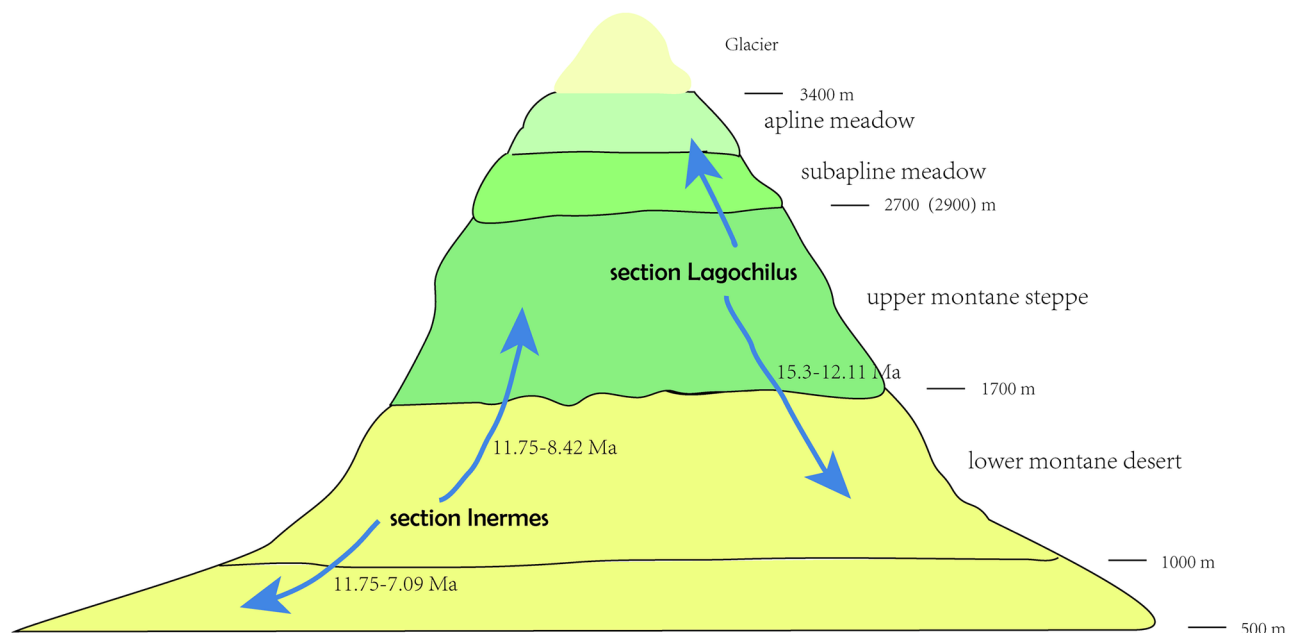 Glacier
3400 m
apline meadow
subapline meadow
2700 (2900) m
section Lagochilus
upper montane steppe
15.3-12.11 Ma
1700 m
11.75-8.42 Ma
lower montane desert
section Inermes
1000 m
11.75-7.09 Ma
500 m